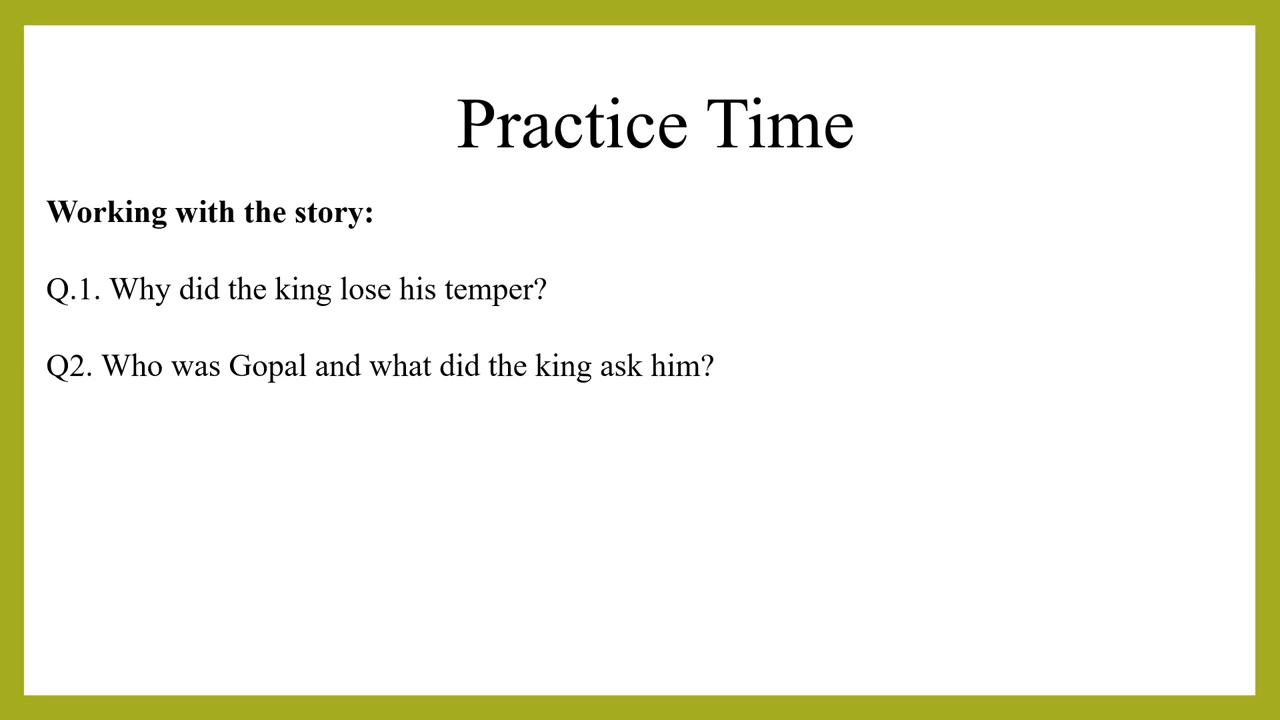 Practice Time
Working with the story:
Q.1. Why did the king lose his temper?
Q2. Who was Gopal and what did the king ask him?